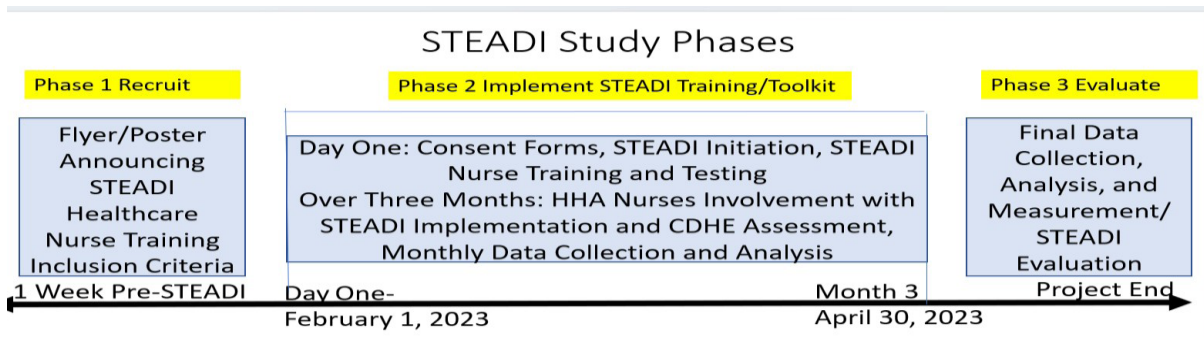 STEADI Study Phases
Phase 1 Recruit
Phase 2 Implement STEADI Training/Toolkit
Phase 3 Evaluate
Flyer/Poster
Announcing
STEADI
Healthcare
Nurse Training
Inclusion Criteria
Day One: Consent Forms, STEADI Initiation, STEADI
Nurse Training and Testing
Over Three Months: HHA Nurses Involvement with
STEADI Implementation and CDHE Assessment,
Monthly Data Collection and Analysis
Final Data
Collection,
Analysis, and
Measurement/
STEADI
Evaluation
1 Week Pre-STEADI
Day One-
February 1, 2023
Month 3
April 30, 2023
Project End